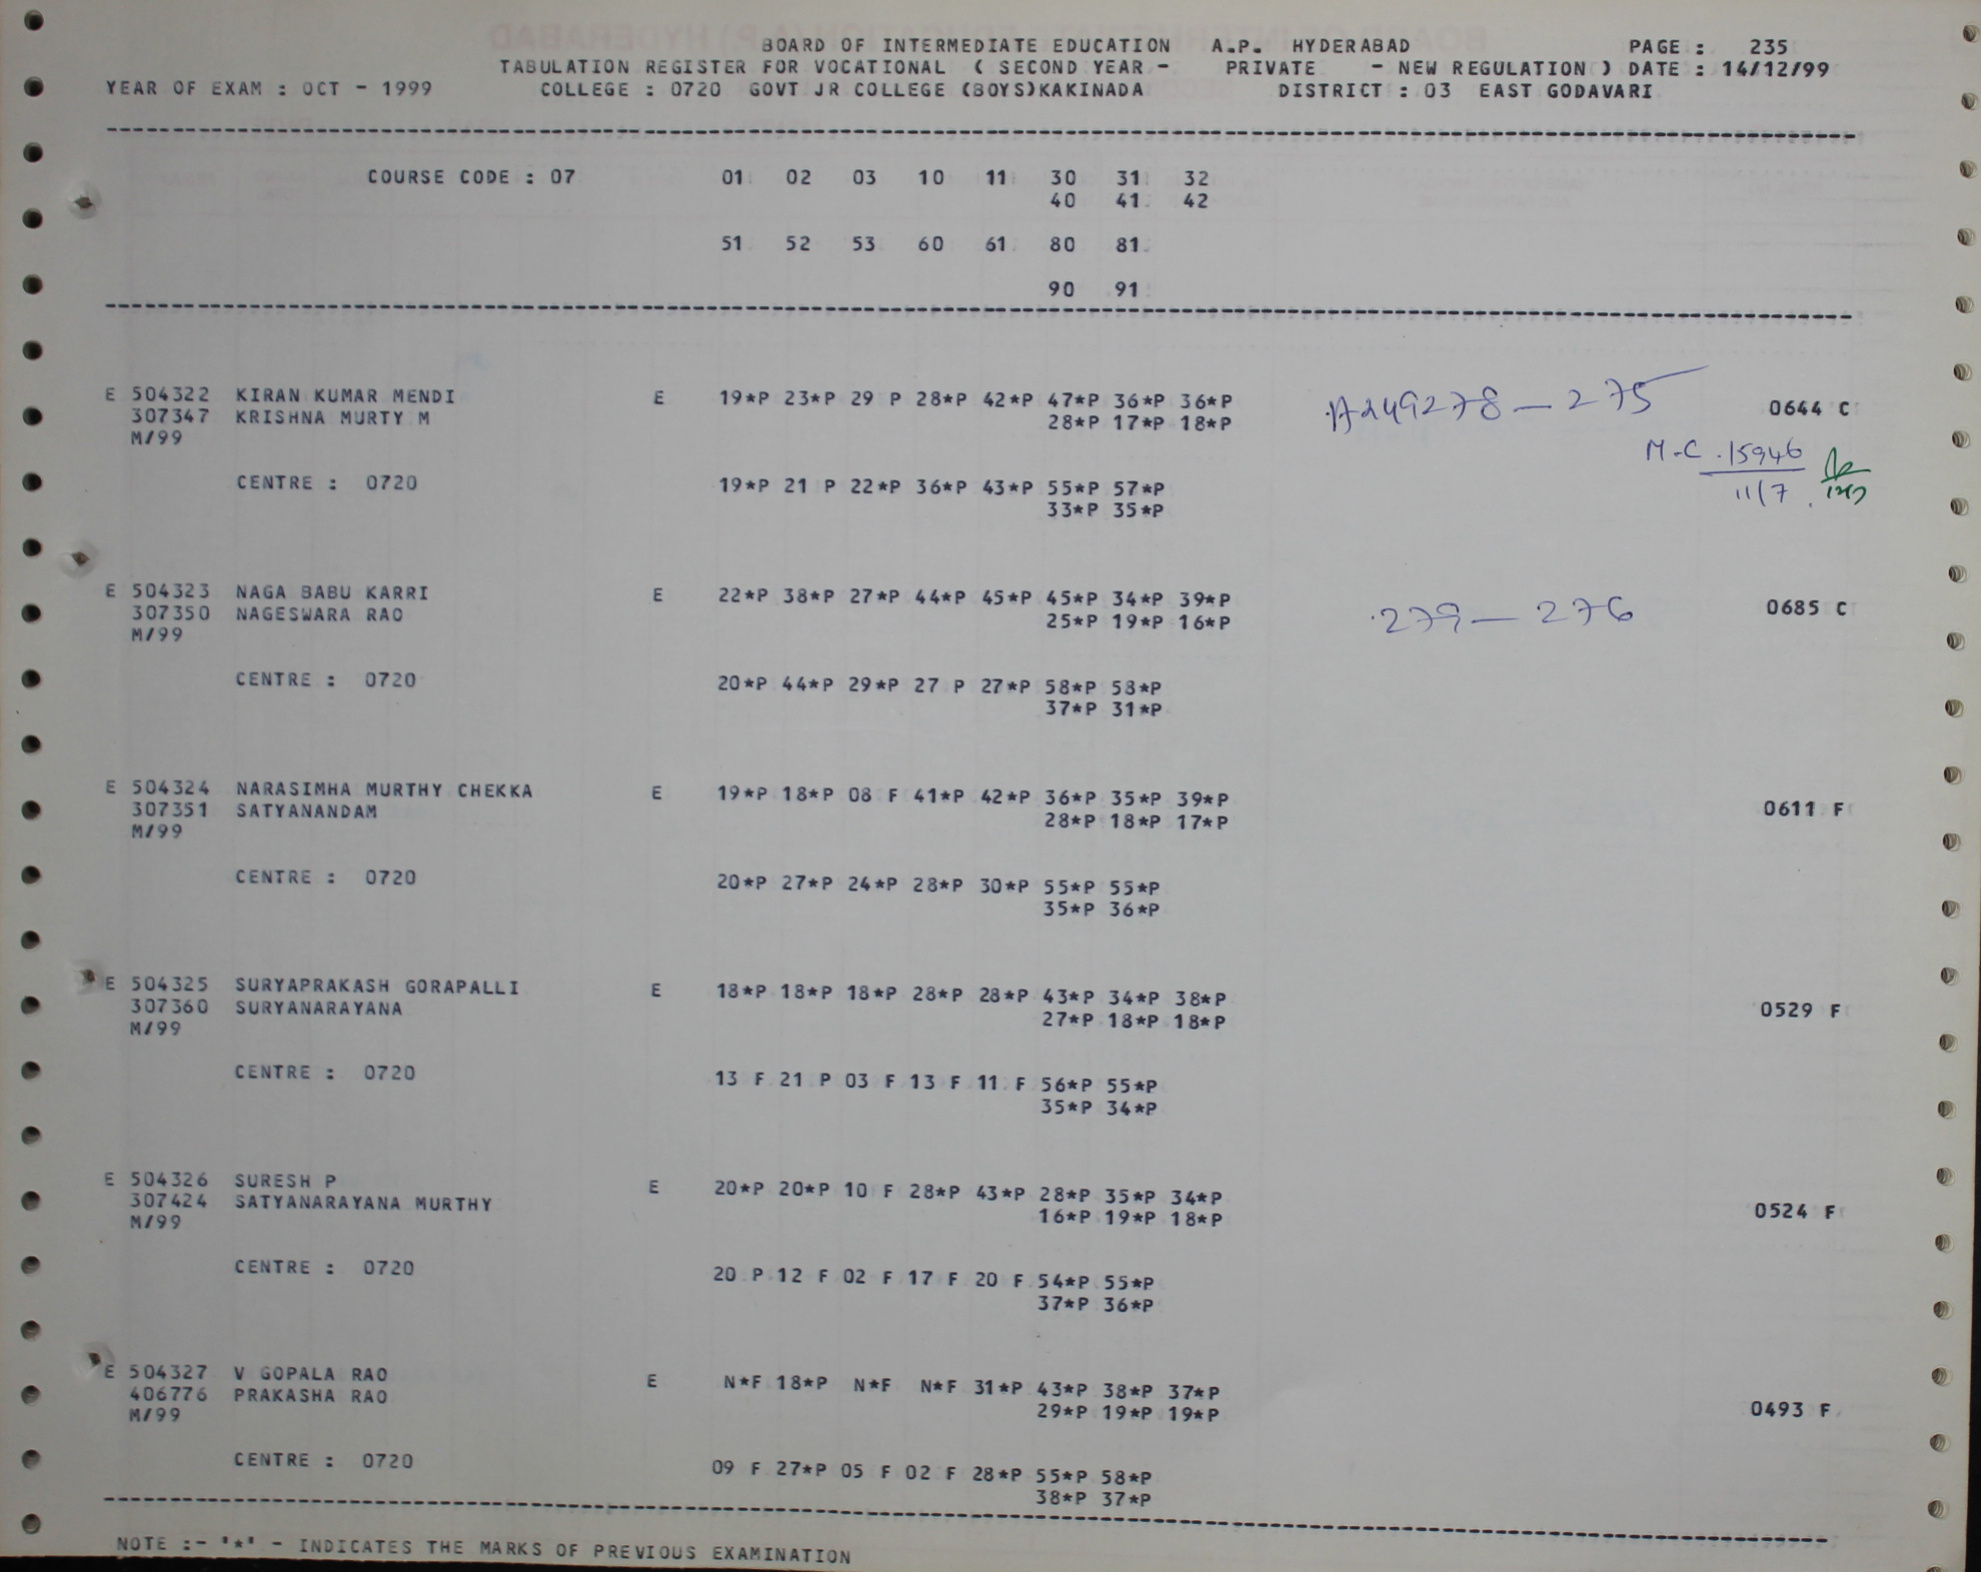 BOARD OF INTERMEDIATE EDUCATION A.P. HYDERABAD PAGE : 235
TABULATION REGISTER FOR VOCATIONAL ( SECOND YEAR - PRIVATE - NEW REGULATION ) DATE : 14/12/99
YEAR OF EXAM : OCT - 1999 COLLEGE : 0720 GOVT JR COLLEGE (BOYS)KAKINADA DISTRICT : 03 EAST GODAVARI
COURSE CODE : 07 01 02 03 10 11 30 31 32
40 41 42
51 52 53 60 61 80 81
90 91
E 504322 KIRAN KUMAR MENDI E 19*P 23*P 29 P 28*P 42*P 47*P 36*P 36*P A249278 - 275 0644 C
307347 KRISHNA MURTY M 28*P 17*P 18*P
M/99 M.C. 15946
CENTRE : 0720 19*P 21 P 22*P 36*P 43*P 55*P 57*P 11/7
33*P 35*P
E 504323 NAGA BABU KARRI E 22*P 38*P 27*P 44*P 45*P 45*P 34*P 39*P 279 - 276 0685 C
307350 NAGESWARA RAO 25*P 19*P 16*P
M/99
CENTRE : 0720 20*P 44*P 29*P 27 P 27*P 58*P 58*P
37*P 31*P
E 504324 NARASIMHA MURTHY CHEKKA E 19*P 18*P 08 F 41*P 42*P 36*P 35*P 39*P 0611 F
307351 SATYANANDAM 28*P 18*P 17*P
M/99
CENTRE : 0720 20*P 27*P 24*P 28*P 30*P 55*P 55*P
35*P 36*P
E 504325 SURYAPRAKASH GORAPALLI E 18*P 18*P 18*P 28*P 28*P 43*P 34*P 38*P 0529 F
307360 SURYANARAYANA 27*P 18*P 18*P
M/99
CENTRE : 0720 13 F 21 P 03 F 13 F 11 F 56*P 55*P
35*P 34*P
E 504326 SURESH P E 20*P 20*P 10 F 28*P 43*P 28*P 35*P 34*P 0524 F
307424 SATYANARAYANA MURTHY 16*P 19*P 18*P
M/99
CENTRE : 0720 20 P 12 F 02 F 17 F 20 F 54*P 55*P
37*P 36*P
E 504327 V GOPALA RAO E N*F 18*P N*F N*F 31*P 43*P 38*P 37*P 0493 F
406776 PRAKASHA RAO 29*P 19*P 19*P
M/99
CENTRE : 0720 09 F 27*P 05 F 02 F 28*P 55*P 58*P
38*P 37*P
NOTE :- '*' - INDICATES THE MARKS OF PREVIOUS EXAMINATION